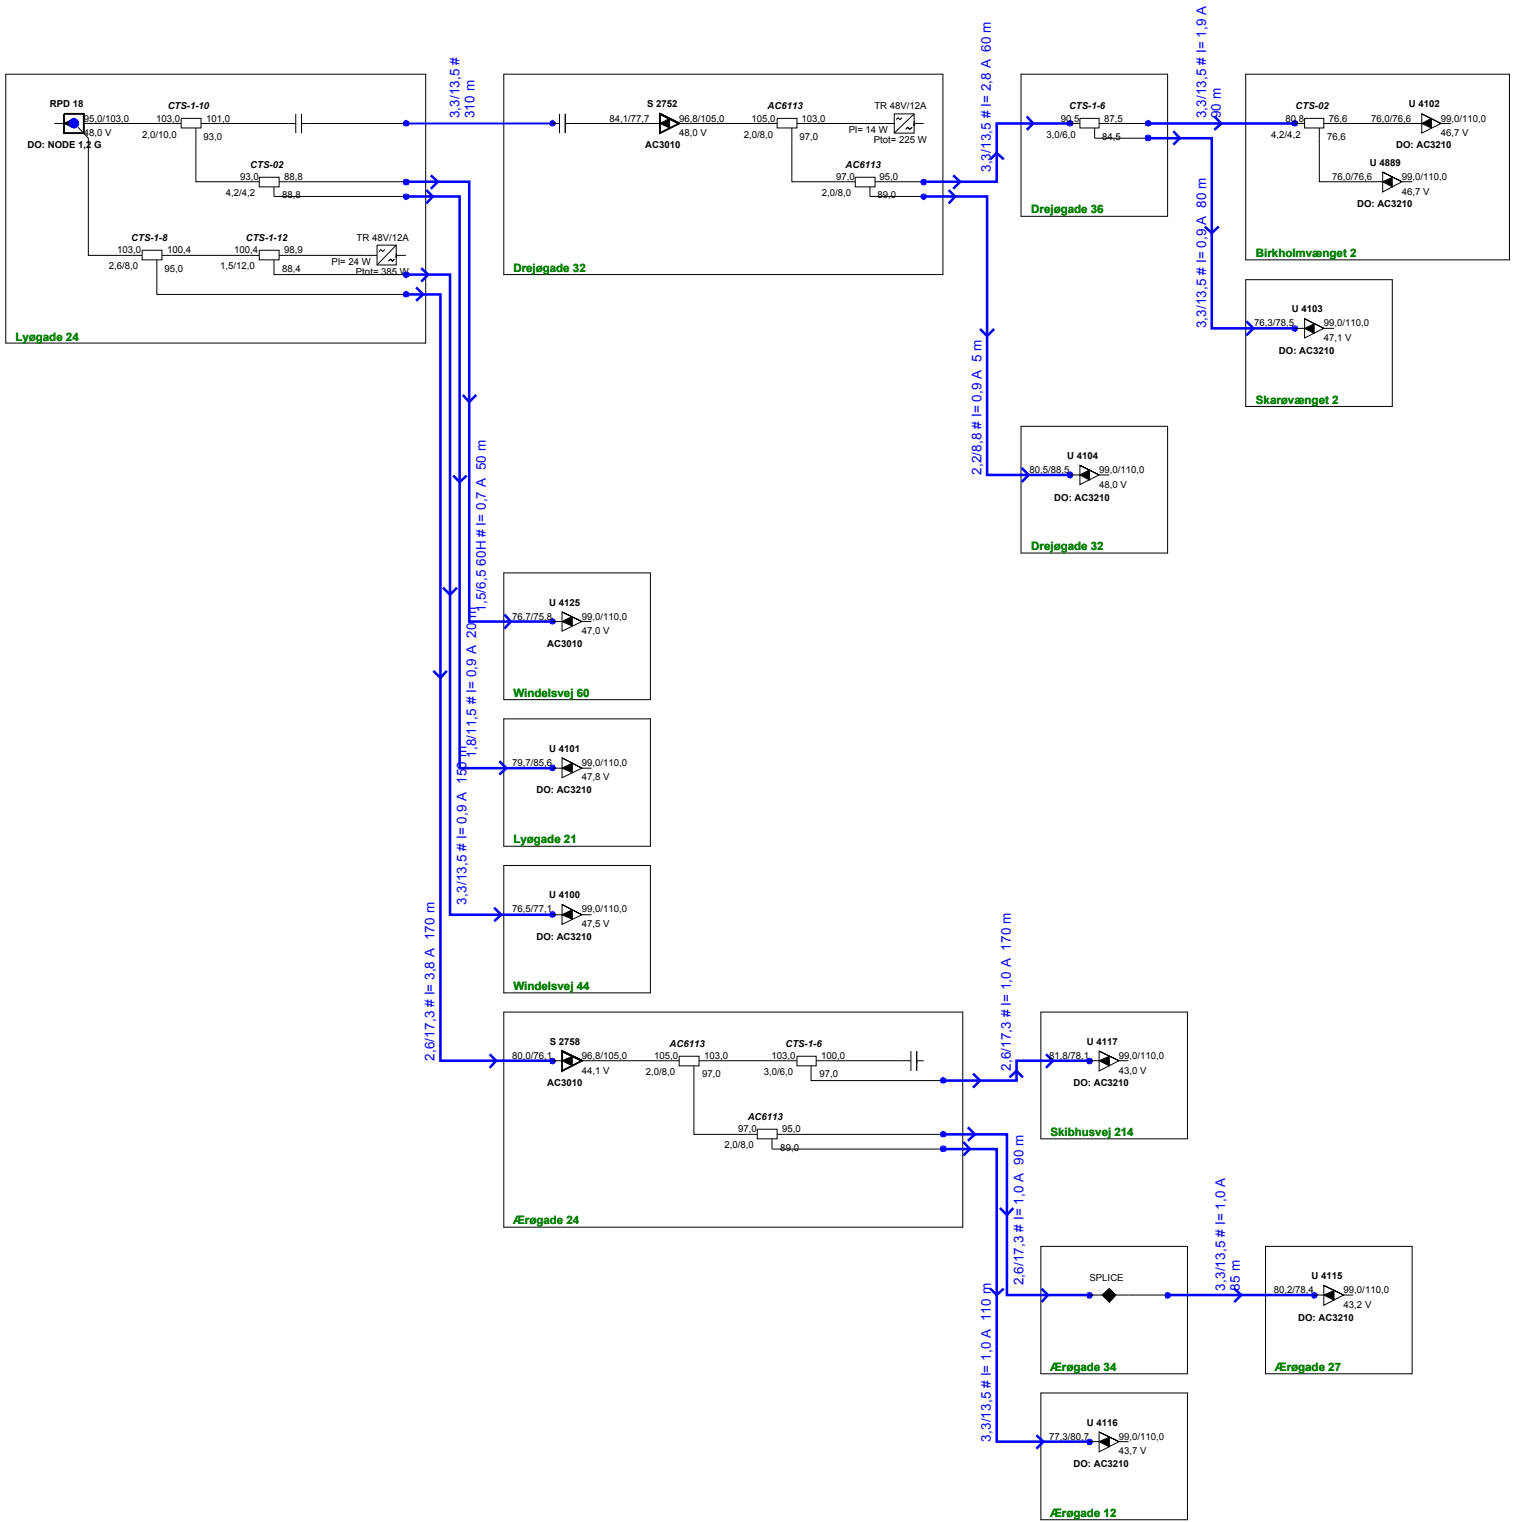 RPD 18
95,0/103,0
48,0 V
DO: NODE 1,2 G
CTS-1-10
103,0
101,0
2,0/10,0
93,0
CTS-02
93,0
88,8
4,2/4,2
88,8
CTS-1-8
103,0
100,4
2,6/8,0
95,0
CTS-1-12
100,4
98,9
1,5/12,0
88,4
TR 48V/12A
Pl= 24 W
Ptot= 385 W
Lyøgade 24
3,3/13,5 #
310 m
84,1/77,7
S 2752
96,8/105,0
48,0 V
AC3010
AC6113
105,0
103,0
2,0/8,0
97,0
TR 48V/12A
Pl= 14 W
Ptot= 225 W
AC6113
97,0
95,0
2,0/8,0
89,0
Drejøgade 32
3,3/13,5 # I= 2,8 A 60 m
CTS-1-6
90,5
87,5
3,0/6,0
84,5
Drejøgade 36
3,3/13,5 # I= 1,9 A
90 m
CTS-02
80,8
76,6
4,2/4,2
76,6
U 4102
76,0/76,6
99,0/110,0
46,7 V
DO: AC3210
U 4889
76,0/76,6
99,0/110,0
46,7 V
DO: AC3210
Birkholmvænget 2
3,3/13,5 # I= 0,9 A 80 m
U 4103
76,3/78,5
99,0/110,0
47,1 V
DO: AC3210
Skarøvænget 2
2,2/8,8 # I= 0,9 A 5 m
U 4104
80,5/88,5
99,0/110,0
48,0 V
DO: AC3210
Drejøgade 32
1,5/6,5 60H # I= 0,7 A 50 m
U 4125
76,7/75,8
99,0/110,0
47,0 V
AC3010
Windelsvej 60
1,8/11,5 # I= 0,9 A 20 m
U 4101
79,7/85,6
99,0/110,0
47,8 V
DO: AC3210
Lyøgade 21
3,3/13,5 # I= 0,9 A 150 m
U 4100
76,5/77,1
99,0/110,0
47,5 V
DO: AC3210
Windelsvej 44
2,6/17,3 # I= 3,8 A 170 m
S 2758
80,0/76,1
96,8/105,0
44,1 V
AC3010
AC6113
105,0
103,0
2,0/8,0
97,0
CTS-1-6
103,0
100,0
3,0/6,0
97,0
AC6113
97,0
95,0
2,0/8,0
89,0
Ærøgade 24
2,6/17,3 # I= 1,0 A 170 m
U 4117
81,8/78,1
99,0/110,0
43,0 V
DO: AC3210
Skibhusvej 214
2,6/17,3 # I= 1,0 A 90 m
SPLICE
Ærøgade 34
3,3/13,5 # I= 1,0 A
85 m
U 4115
80,2/78,4
99,0/110,0
43,2 V
DO: AC3210
Ærøgade 27
3,3/13,5 # I= 1,0 A 110 m
U 4116
77,3/80,7
99,0/110,0
43,7 V
DO: AC3210
Ærøgade 12